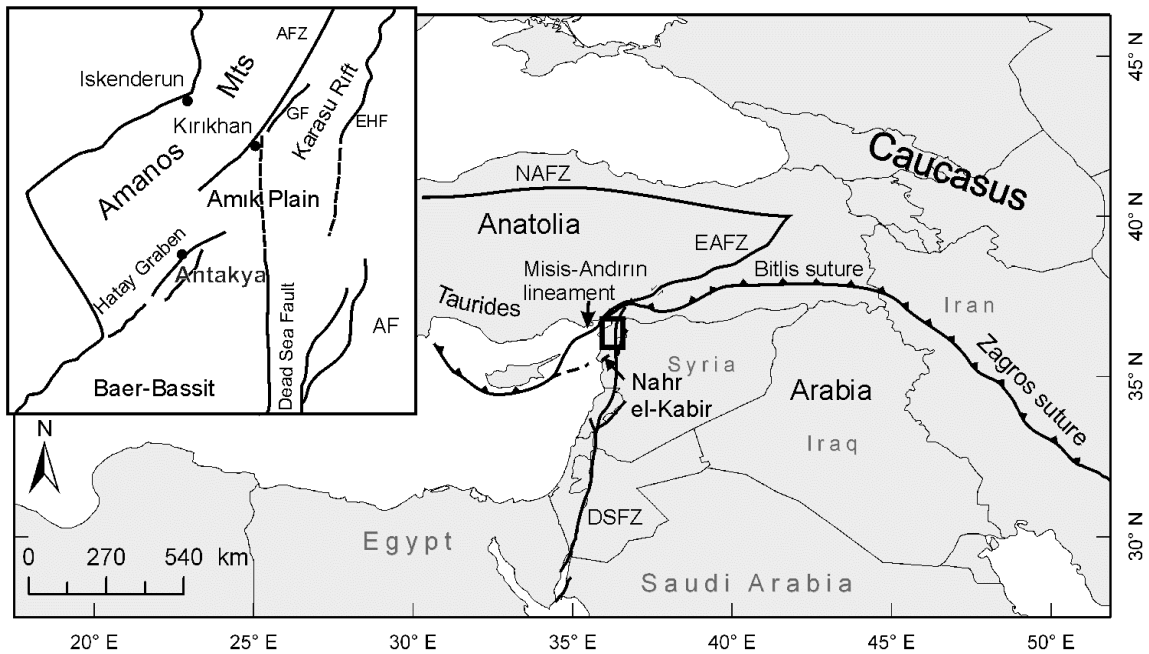 AFZ
Iskenderun
Amanos Mts
Kırıkhan
GF
Karasu Rift
EHF
Amık Plain
Hatay Graben
Antakya
Dead Sea Fault
AF
Baer-Bassit
Caucasus
NAFZ
Anatolia
EAFZ
Misis-Andırın
lineament
Bitlis suture
Taurides
Iran
Zagros suture
Syria
Arabia
Nahr
el-Kabir
Iraq
DSFZ
Egypt
Saudi Arabia
N
0 270 540 km
45° N
40° N
35° N
30° N
20° E 25° E 30° E 35° E 40° E 45° E 50° E